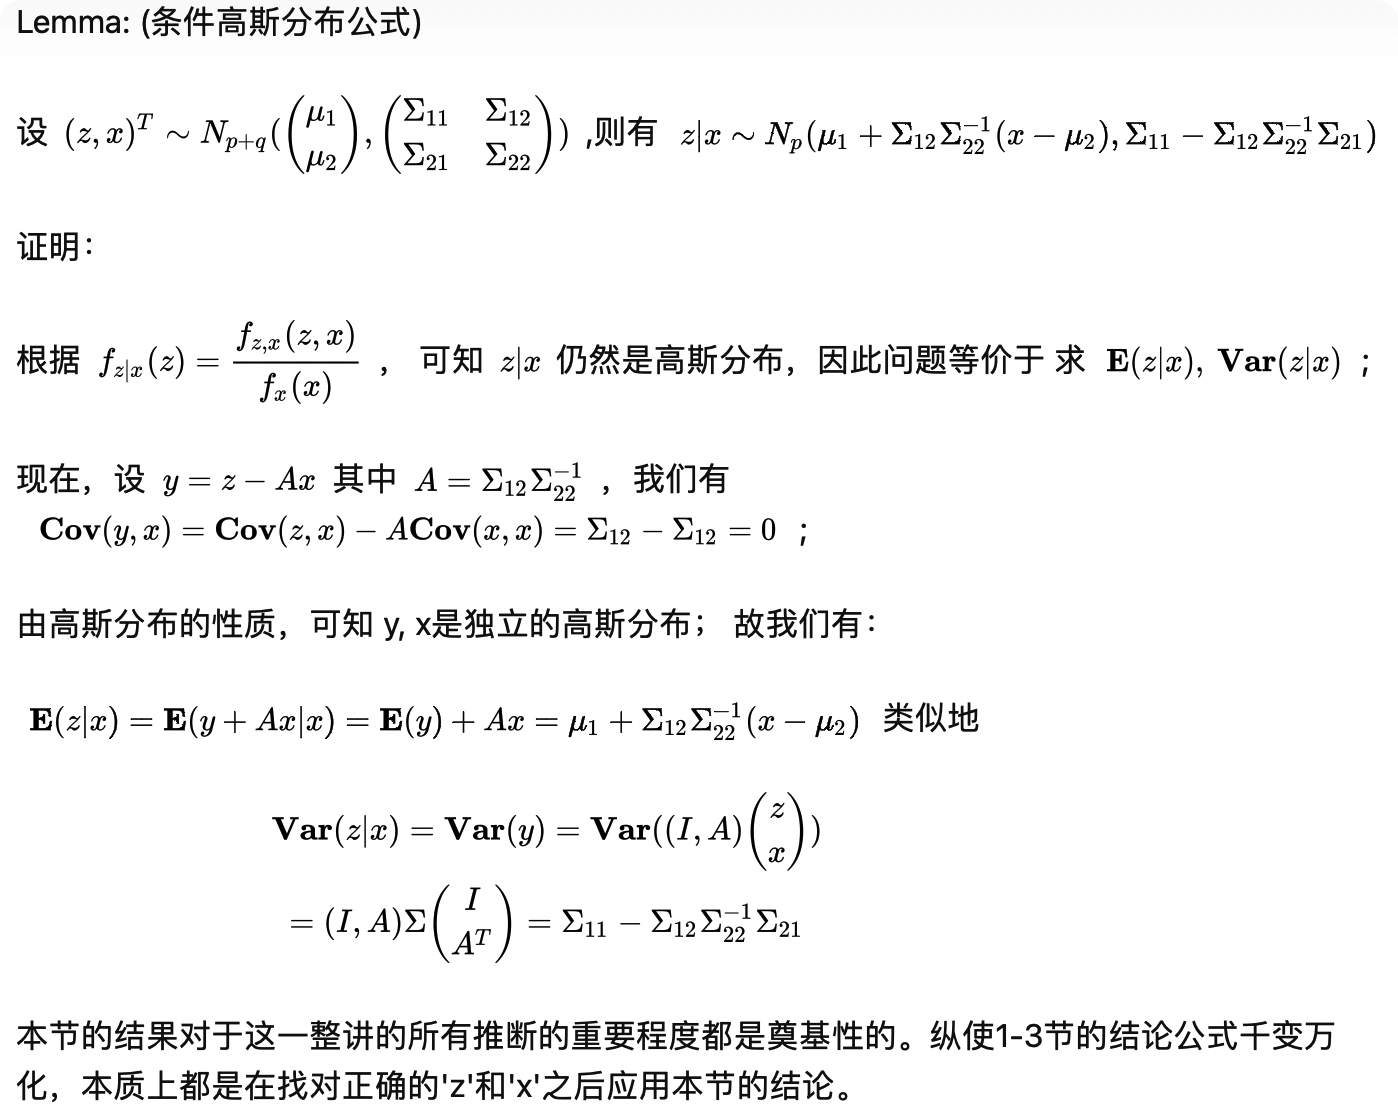 Lemma: (条件高斯分布公式)
设 $(z, x)^T \sim N_{p+q}(\begin{pmatrix} \mu_1 \\ \mu_2 \end{pmatrix}, \begin{pmatrix} \Sigma_{11} & \Sigma_{12} \\ \Sigma_{21} & \Sigma_{22} \end{pmatrix})$ ,则有 $z|x \sim N_p(\mu_1 + \Sigma_{12}\Sigma_{22}^{-1}(x - \mu_2), \Sigma_{11} - \Sigma_{12}\Sigma_{22}^{-1}\Sigma_{21})$
证明：
根据 $f_{z|x}(z) = \frac{f_{z,x}(z,x)}{f_x(x)}$ ， 可知 $z|x$ 仍然是高斯分布，因此问题等价于 求 $\mathbf{E}(z|x), \mathbf{Var}(z|x)$ ；
现在，设 $y = z - Ax$ 其中 $A = \Sigma_{12}\Sigma_{22}^{-1}$ ，我们有
$\mathbf{Cov}(y, x) = \mathbf{Cov}(z, x) - A\mathbf{Cov}(x, x) = \Sigma_{12} - \Sigma_{12} = 0$ ；
由高斯分布的性质，可知 y, x是独立的高斯分布； 故我们有：
$\mathbf{E}(z|x) = \mathbf{E}(y + Ax|x) = \mathbf{E}(y) + Ax = \mu_1 + \Sigma_{12}\Sigma_{22}^{-1}(x - \mu_2)$ 类似地
$\mathbf{Var}(z|x) = \mathbf{Var}(y) = \mathbf{Var}((I, A)\begin{pmatrix} z \\ x \end{pmatrix})$
$= (I, A)\Sigma\begin{pmatrix} I \\ A^T \end{pmatrix} = \Sigma_{11} - \Sigma_{12}\Sigma_{22}^{-1}\Sigma_{21}$
本节的结果对于这一整讲的所有推断的重要程度都是奠基性的。纵使1-3节的结论公式千变万
化，本质上都是在找对正确的'z'和'x'之后应用本节的结论。